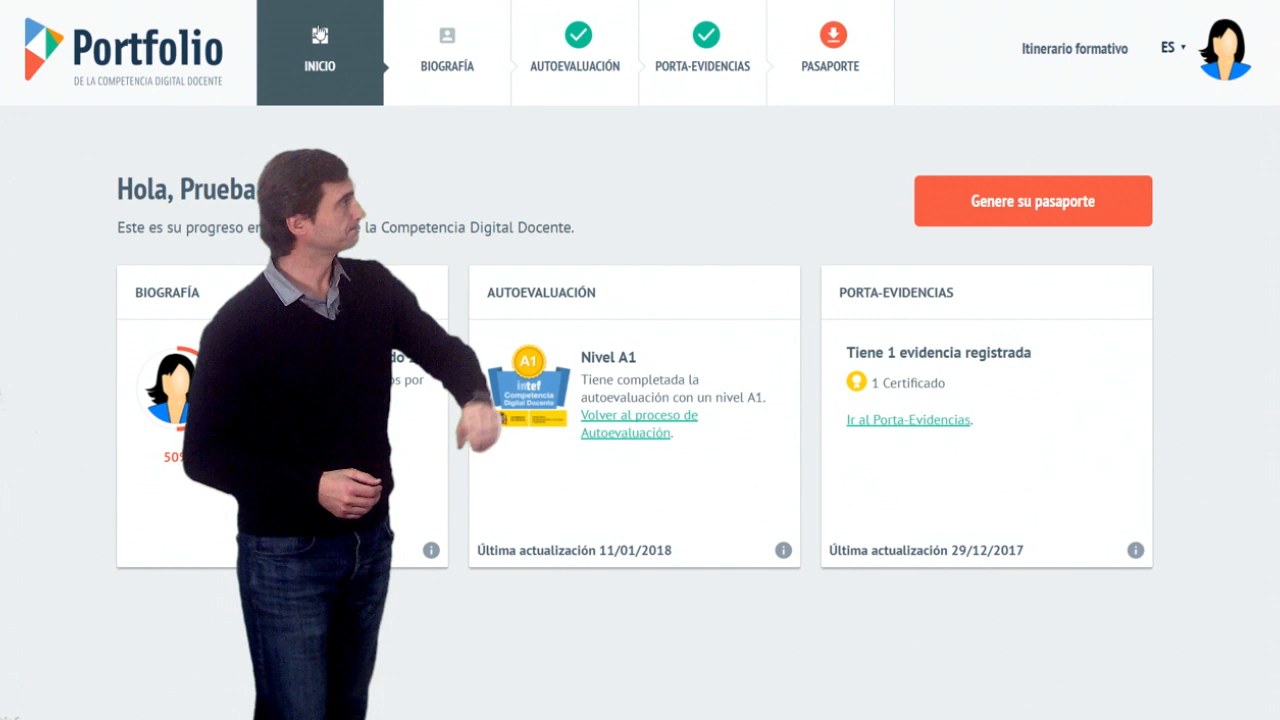 Portfolio
DE LA COMPETENCIA DIGITAL DOCENTE
INICIO
BIOGRAFÍA
AUTOEVALUACIÓN
PORTA-EVIDENCIAS
PASAPORTE
Itinerario formativo
ES
Hola, Prueba
Este es su progreso en la Competencia Digital Docente.
Genere su pasaporte
BIOGRAFÍA
os por
50%
AUTOEVALUACIÓN
A1
intef
Competencia
Digital Docente
Nivel A1
Tiene completada la
autoevaluación con un nivel A1.
Volver al proceso de
Autoevaluación.
Última actualización 11/01/2018
PORTA-EVIDENCIAS
Tiene 1 evidencia registrada
1 Certificado
Ir al Porta-Evidencias.
Última actualización 29/12/2017